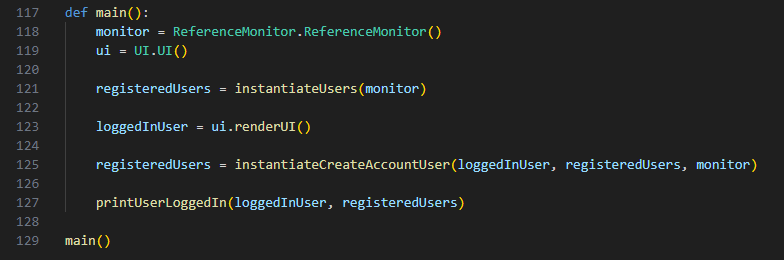 117 def main():
118     monitor = ReferenceMonitor.ReferenceMonitor()
119     ui = UI.UI()
120
121     registeredUsers = instantiateUsers(monitor)
122
123     loggedInUser = ui.renderUI()
124
125     registeredUsers = instantiateCreateAccountUser(loggedInUser, registeredUsers, monitor)
126
127     printUserLoggedIn(loggedInUser, registeredUsers)
128
129 main()